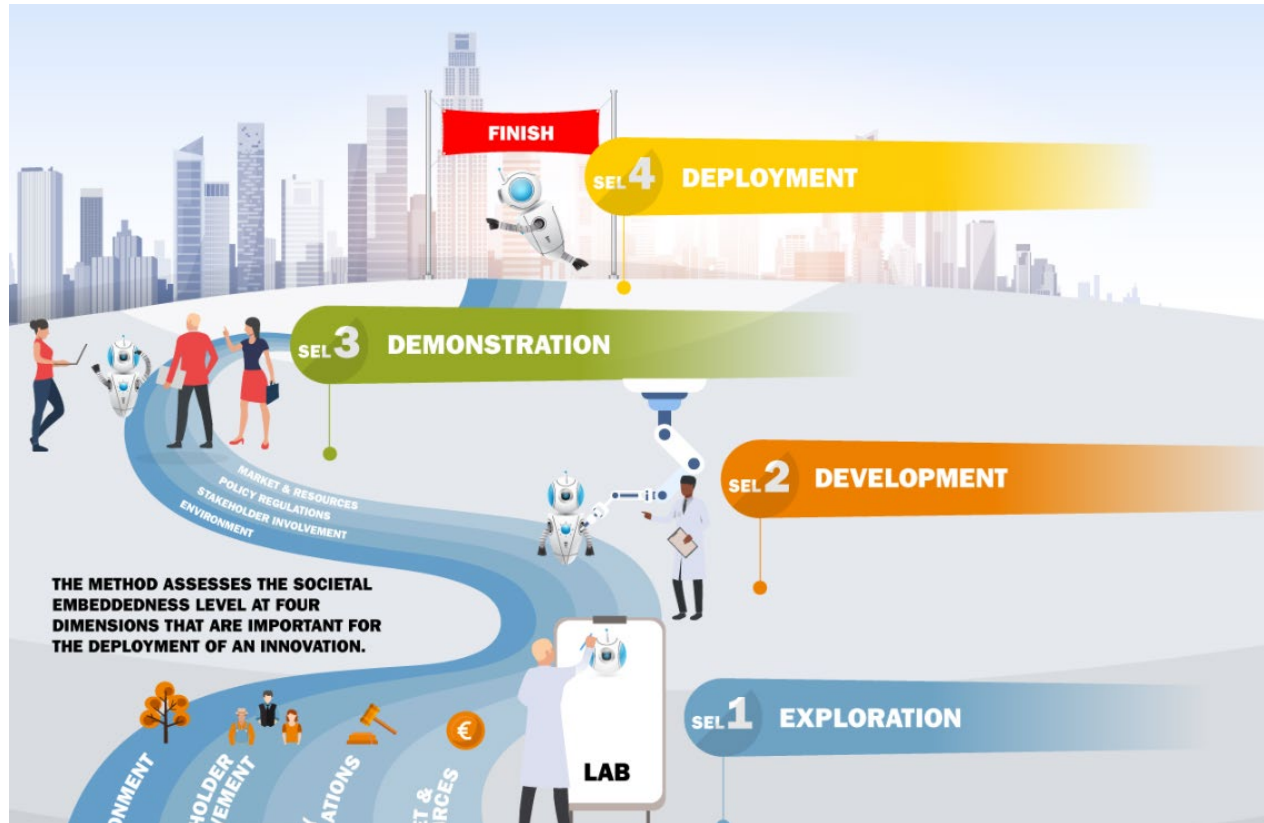 FINISH
SEL 4 DEPLOYMENT
SEL 3 DEMONSTRATION
MARKET & RESOURCES
POLICY REGULATIONS
STAKEHOLDER INVOLVEMENT
ENVIRONMENT
SEL 2 DEVELOPMENT
THE METHOD ASSESSES THE SOCIETAL
EMBEDDEDNESS LEVEL AT FOUR
DIMENSIONS THAT ARE IMPORTANT FOR
THE DEPLOYMENT OF AN INNOVATION.
€
SEL 1 EXPLORATION
LAB